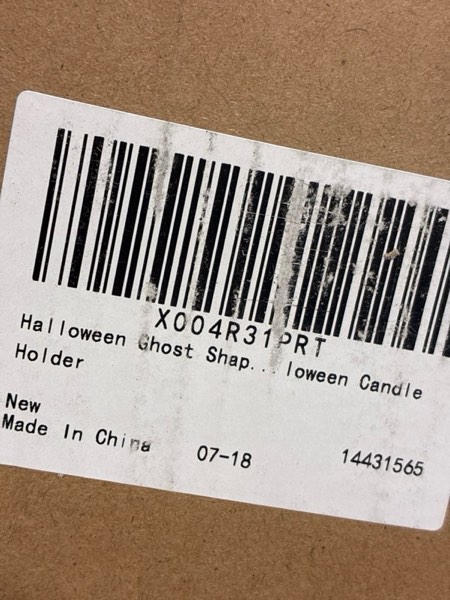 X004R31PRT
Halloween Ghost Shap...loween Candle
Holder
New
Made In China
07-18
14431565